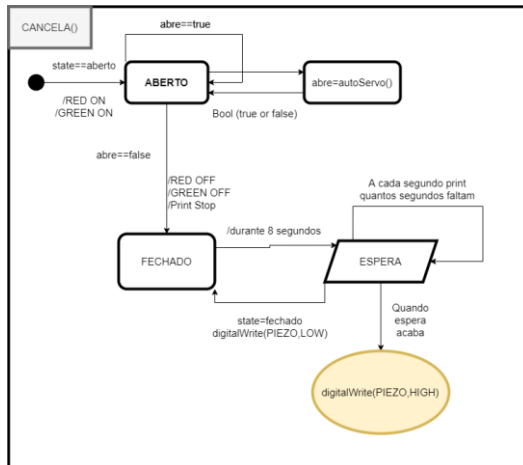 CANCELA()
abre==true
state==aberto
ABERTO
abre=autoServo()
/RED ON
/GREEN ON
Bool (true or false)
abre==false
/RED OFF
/GREEN OFF
/Print Stop
A cada segundo print
quantos segundos faltam
/durante 8 segundos
FECHADO
ESPERA
state=fechado
digitalWrite(PIEZO,LOW)
Quando
espera
acaba
digitalWrite(PIEZO,HIGH)